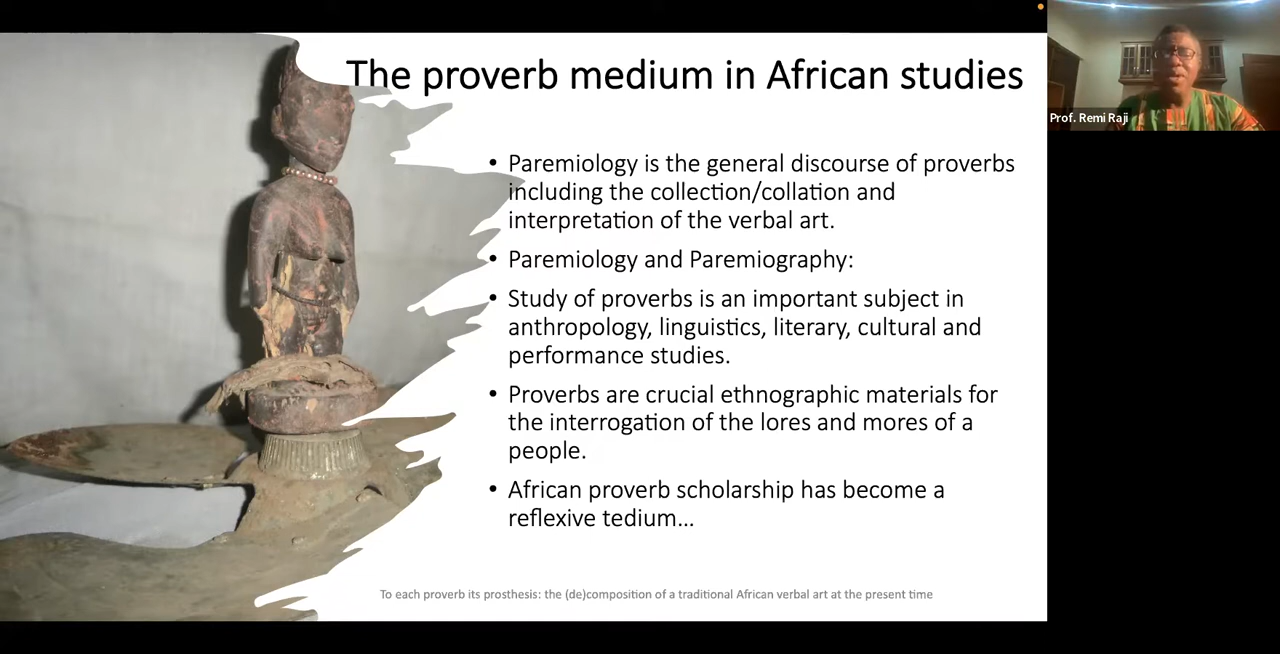 The proverb medium in African studies
Prof. Remi Raji
• Paremiology is the general discourse of proverbs
including the collection/collation and
interpretation of the verbal art.
• Paremiology and Paremiography:
• Study of proverbs is an important subject in
anthropology, linguistics, literary, cultural and
performance studies.
• Proverbs are crucial ethnographic materials for
the interrogation of the lores and mores of a
people.
• African proverb scholarship has become a
reflexive tedium...
To each proverb its prosthesis: the (de)composition of a traditional African verbal art at the present time